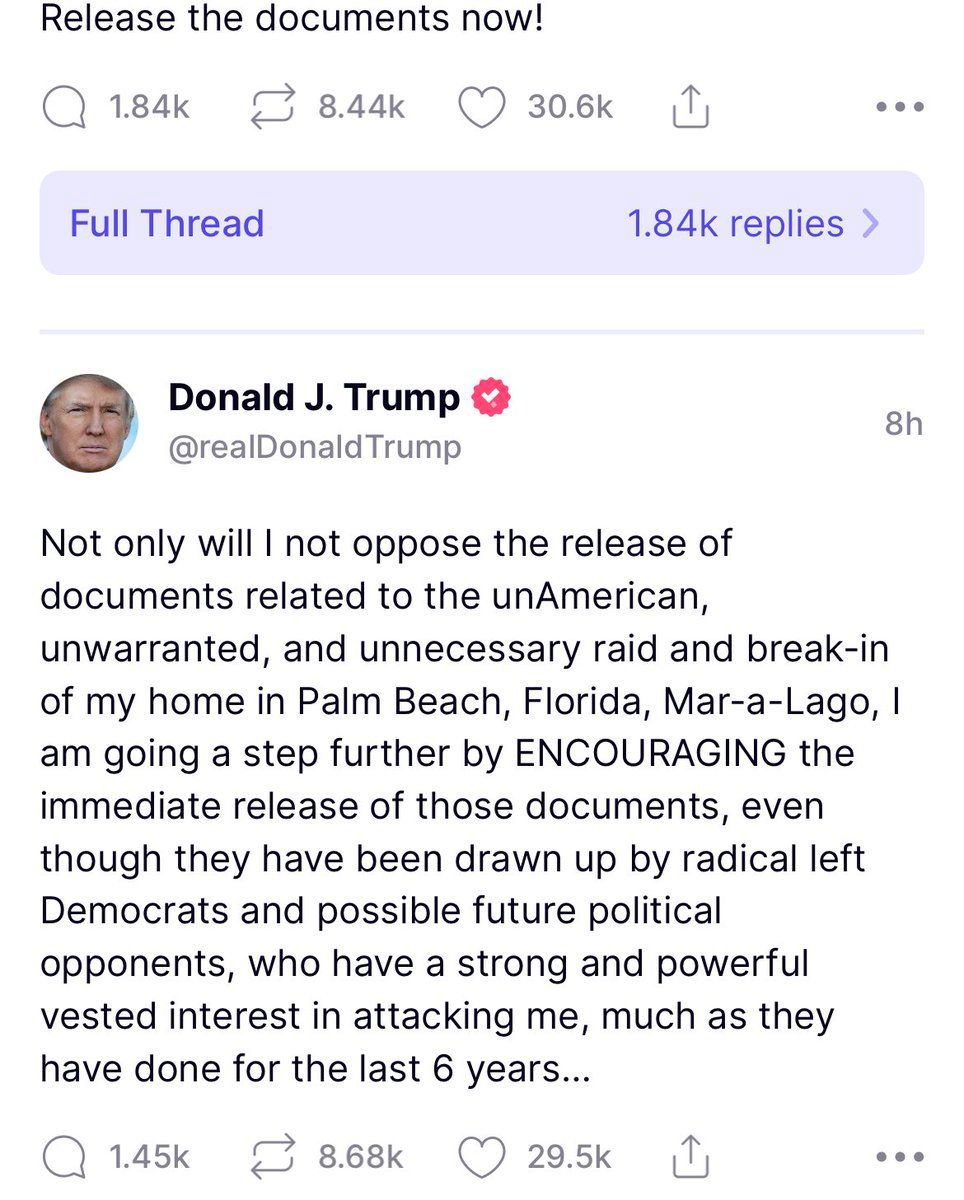 Release the documents now!
1.84k 8.44k 30.6k
Full Thread 1.84k replies
Donald J. Trump
@realDonaldTrump
8h
Not only will I not oppose the release of
documents related to the unAmerican,
unwarranted, and unnecessary raid and break-in
of my home in Palm Beach, Florida, Mar-a-Lago, I
am going a step further by ENCOURAGING the
immediate release of those documents, even
though they have been drawn up by radical left
Democrats and possible future political
opponents, who have a strong and powerful
vested interest in attacking me, much as they
have done for the last 6 years...
1.45k 8.68k 29.5k